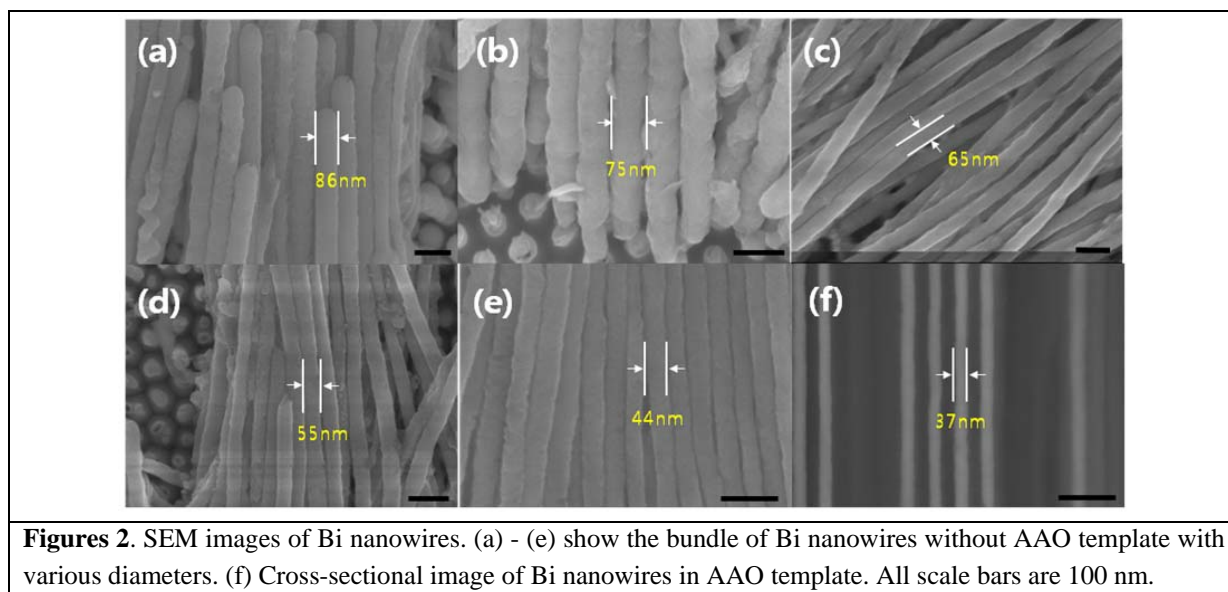 (a) (b) (c)
86nm 75nm 65nm
(d) (e) (f)
55nm 44nm 37nm
Figures 2. SEM images of Bi nanowires. (a) - (e) show the bundle of Bi nanowires without AAO template with
various diameters. (f) Cross-sectional image of Bi nanowires in AAO template. All scale bars are 100 nm.